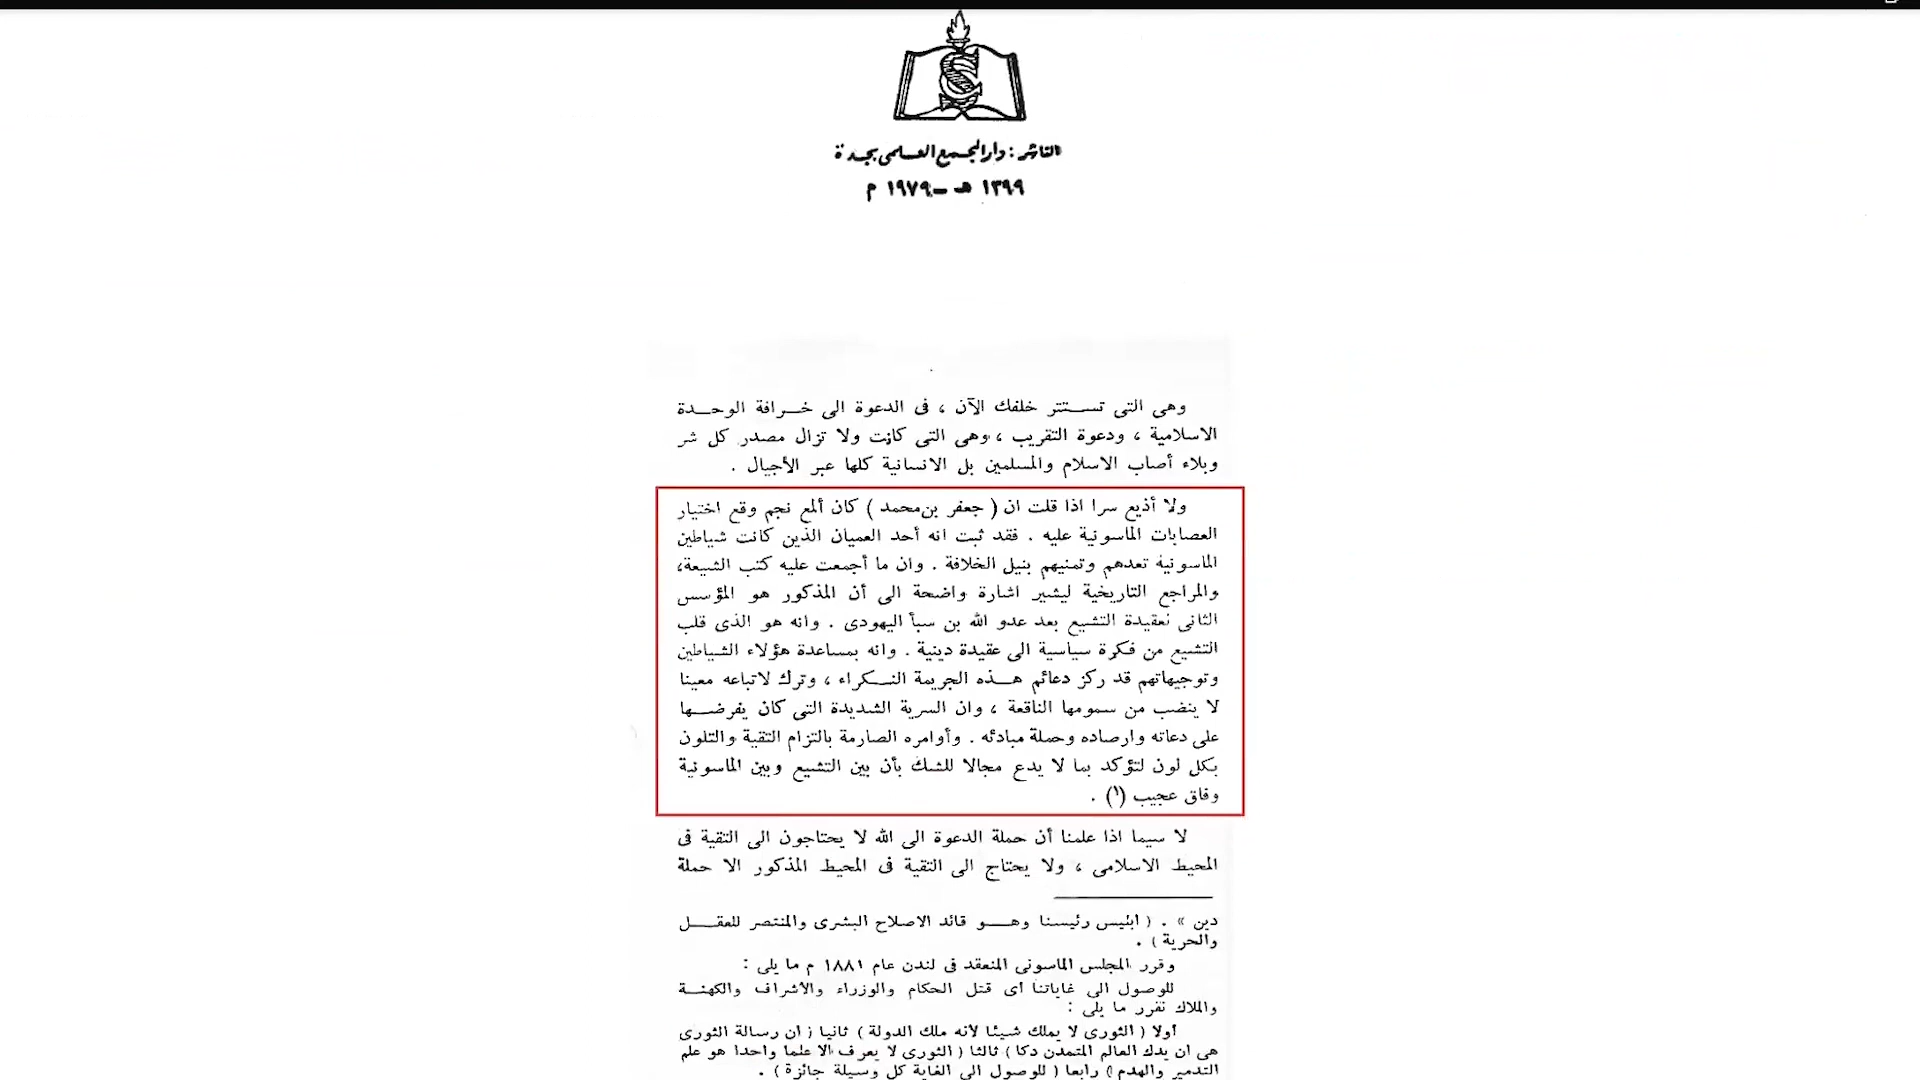 الناشر : دار المجمع العلمى بجدة
١٣٩٩ هـ - ١٩٧٩ م
وهى التى تستتر خلفك الآن ، فى الدعوة الى خرافة الوحدة
الاسلامية ، ودعوة التقريب ، وهى التى كانت ولا تزال مصدر كل شر
وبلاء أصاب الاسلام والمسلمين بل الانسانية كلها عبر الأجيال .
ولا أذيع سرا اذا قلت ان ( جعفر بن محمد ) كان ألمع نجم وقع اختيار
العصابات الماسونية عليه . فقد ثبت انه أحد العميان الذين كانت شياطين
الماسونية تعدهم وتمنيهم بنيل الخلافة . وان ما أجمعت عليه كتب الشيعة،
والمراجع التاريخية ليشير اشارة واضحة الى أن المذكور هو المؤسس
الثانى لعقيدة التشيع بعد عدو الله بن سبأ اليهودى . وانه هو الذى قلب
التشيع من فكرة سياسية الى عقيدة دينية . وانه بمساعدة هؤلاء الشياطين
وتوجيهاتهم قد ركز دعائم هذه الجريمة النكراء ، وترك لاتباعه معينا
لا ينضب من سمومها الناقعة ، وان السرية الشديدة التى كان يفرضها
على دعاته وارصاده وحملة مبادئه . وأوامره الصارمة بالتزام التقية والتلون
بكل لون لتؤكد بما لا يدع مجالا للشك بأن بين التشيع وبين الماسونية
وفاق عجيب (١) .
لا سيما اذا علمنا أن حملة الدعوة الى الله لا يحتاجون الى التقية فى
المحيط الاسلامى ، ولا يحتاج الى التقية فى المحيط المذكور الا حملة
دين » . ( ابليس رئيسنا وهو قائد الاصلاح البشرى والمنتصر للعقل
والحرية ) .
وقرر المجلس الماسونى المنعقد فى لندن عام ١٨٨١ م ما يلى :
للوصول الى غاياتنا أى قتل الحكام والوزراء والأشراف والكهنة
والملاك تقرر ما يلى :
أولا ( الثورى لا يملك شيئا لأنه ملك الدولة ) ثانيا ( ان رسالة الثورى
هى ان يدك العالم المتمدن دكا ) ثالثا ( الثورى لا يعرف الا علما واحدا هو علم
التدمير والهدم ) رابعا ( للوصول الى الغاية كل وسيلة جائزة ) .